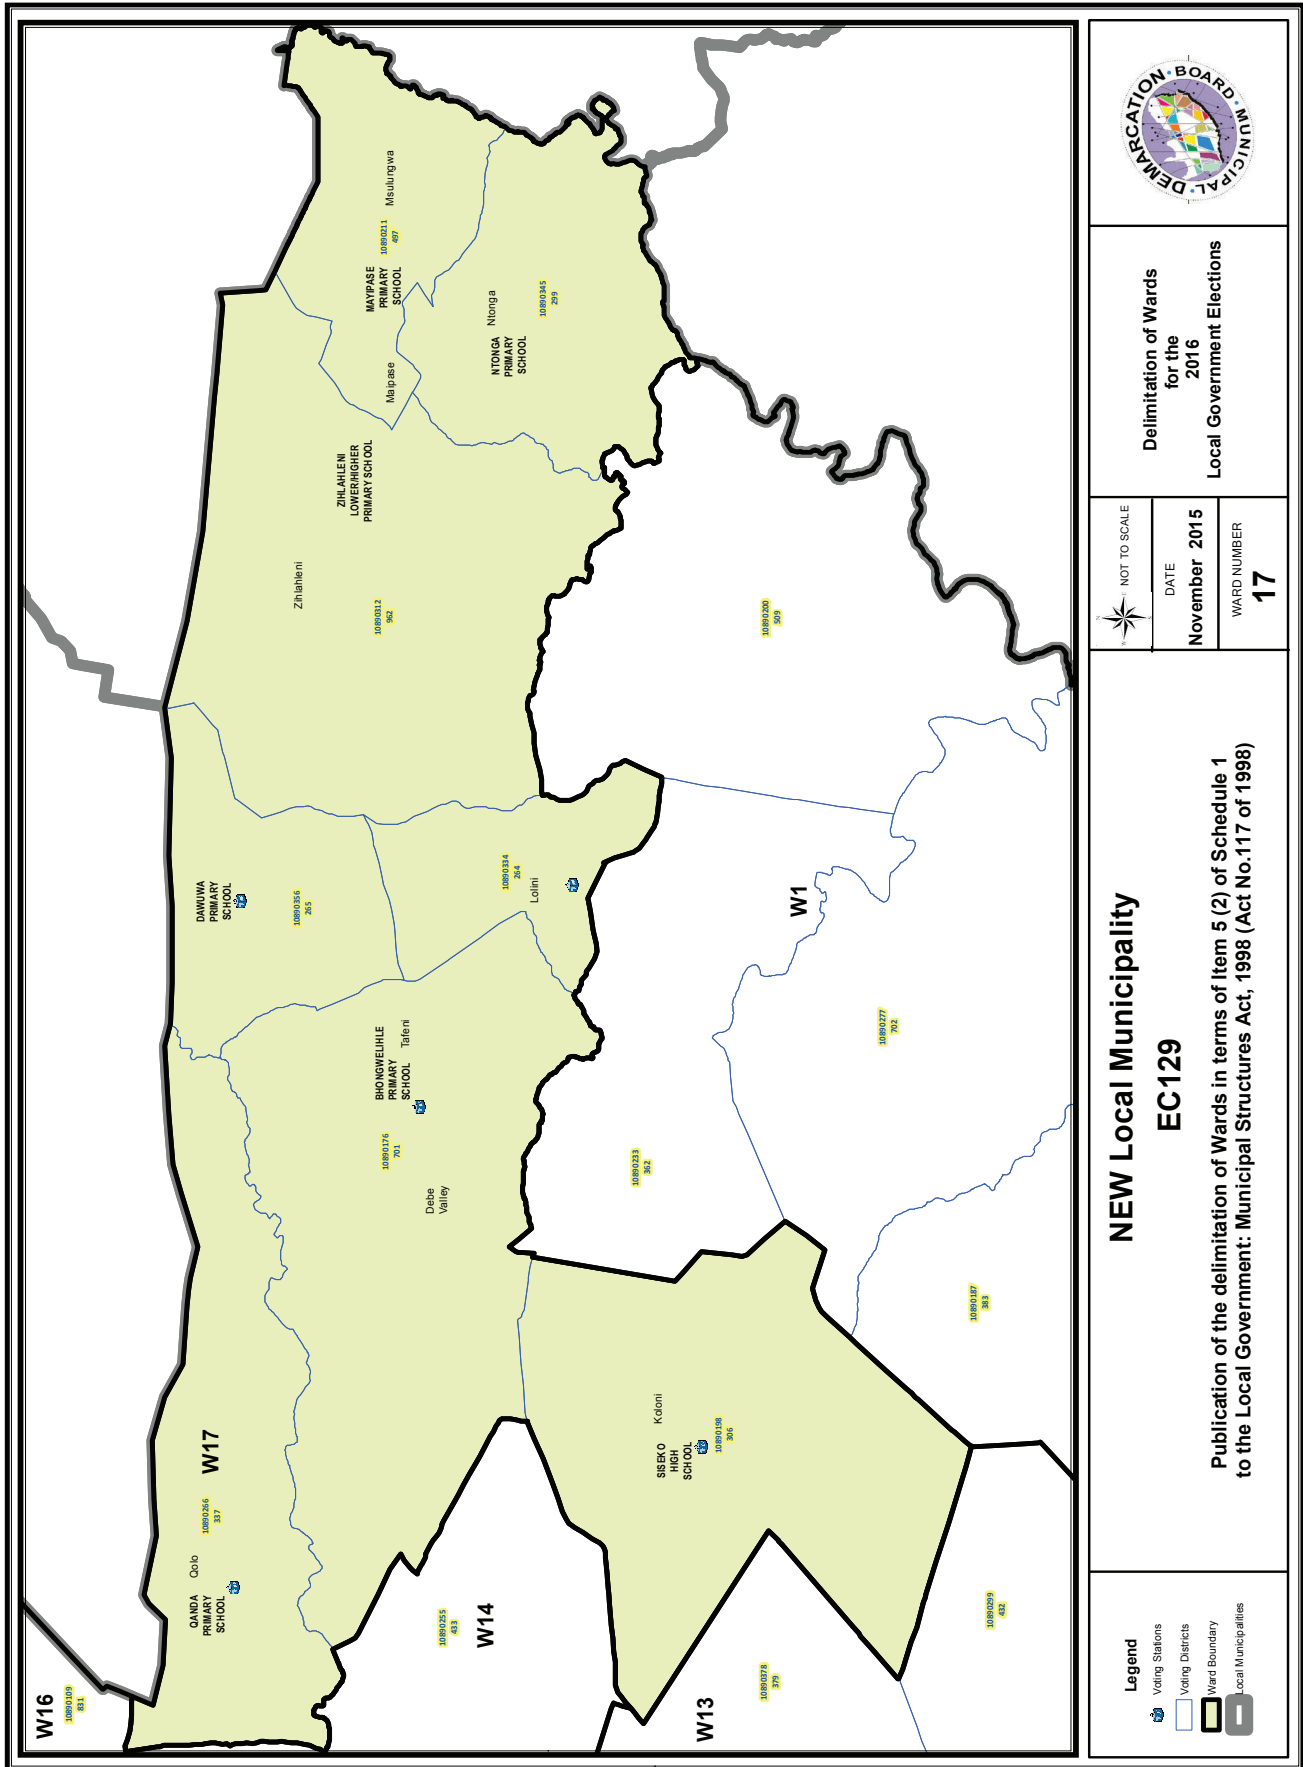 W16
10890109
831
QANDA
PRIMARY
SCHOOL
Qolo
10890266
337
W17
DAWUWA
PRIMARY
SCHOOL
10890356
265
Zihlahleni
ZIHLAHLENI
LOWER/HIGHER
PRIMARY SCHOOL
10890312
962
MAYIPASE
PRIMARY
SCHOOL
10890211
497
Msulungwa
Maipase
NTONGA
PRIMARY
SCHOOL
Ntonga
10890345
299
BHONGWELIHLE
PRIMARY
SCHOOL
Tafeni
10890176
701
Debe
Valley
10890334
264
Lolini
10890255
433
W14
SISEKO
HIGH
SCHOOL
Koloni
10890198
306
10890233
362
10890200
509
W1
W13
10890378
379
10890277
702
10890187
383
10890299
432
Legend
Voting Stations
Voting Districts
Ward Boundary
Local Municipalities
NEW Local Municipality
EC129
Publication of the delimitation of Wards in terms of Item 5 (2) of Schedule 1
to the Local Government: Municipal Structures Act, 1998 (Act No.117 of 1998)
NOT TO SCALE
DATE
November 2015
WARD NUMBER
17
Delimitation of Wards
for the
2016
Local Government Elections
MUNICIPAL · DEMARCATION · BOARD